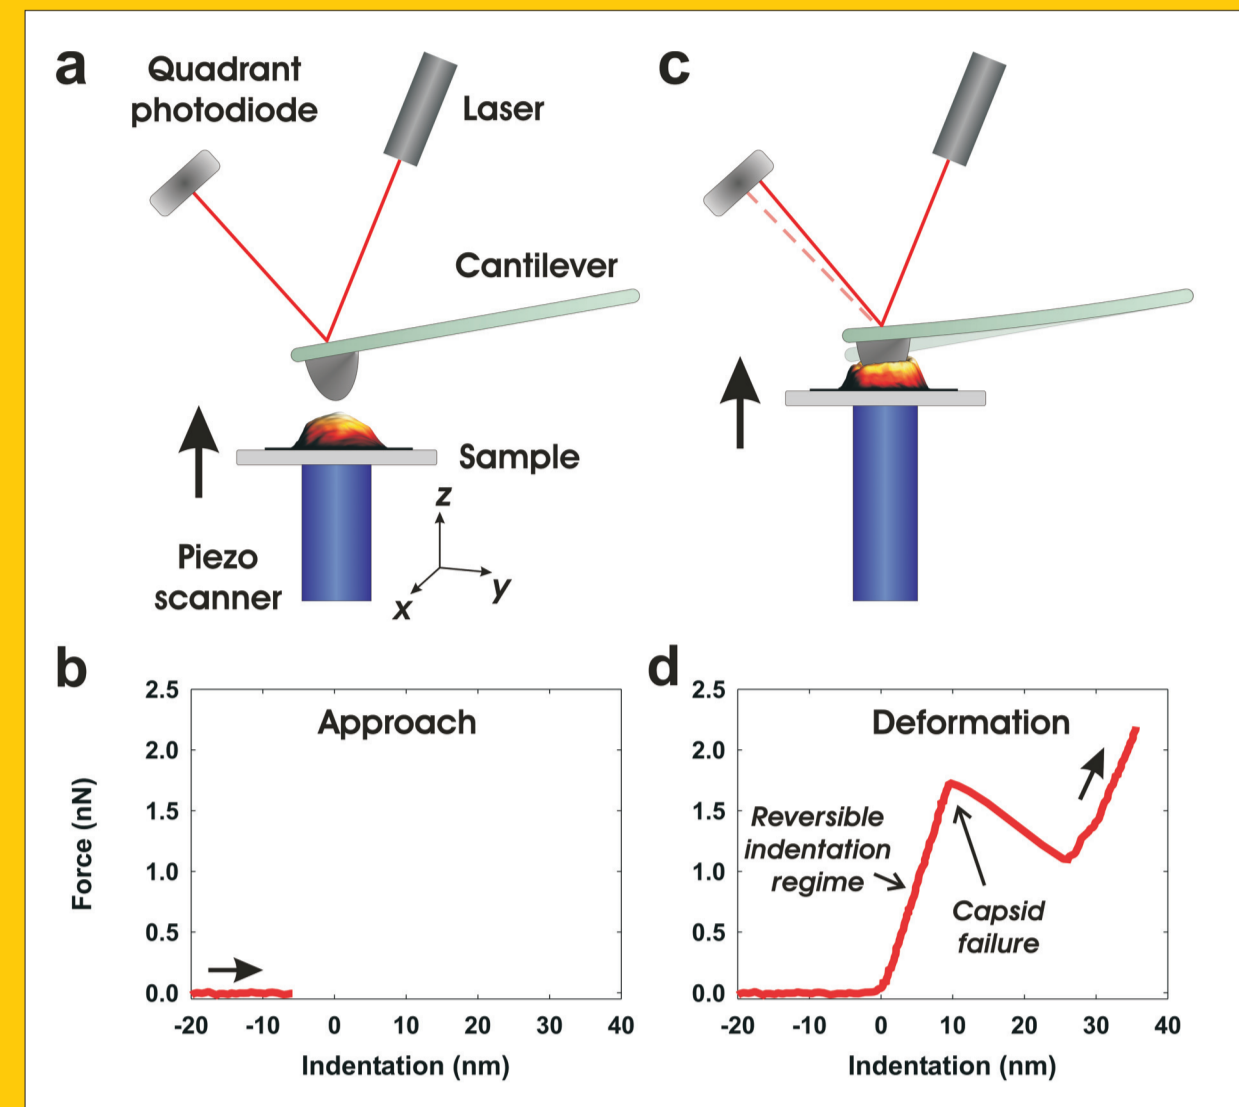 a
Quadrant
photodiode
Laser
Cantilever
Sample
Piezo
scanner
z
y
x
c
b
2.5
2.0
1.5
1.0
0.5
0.0
Force (nN)
Approach
-20 -10 0 10 20 30 40
Indentation (nm)
d
2.5
2.0
1.5
1.0
0.5
0.0
Deformation
Reversible
indentation
regime
Capsid
failure
-20 -10 0 10 20 30 40
Indentation (nm)